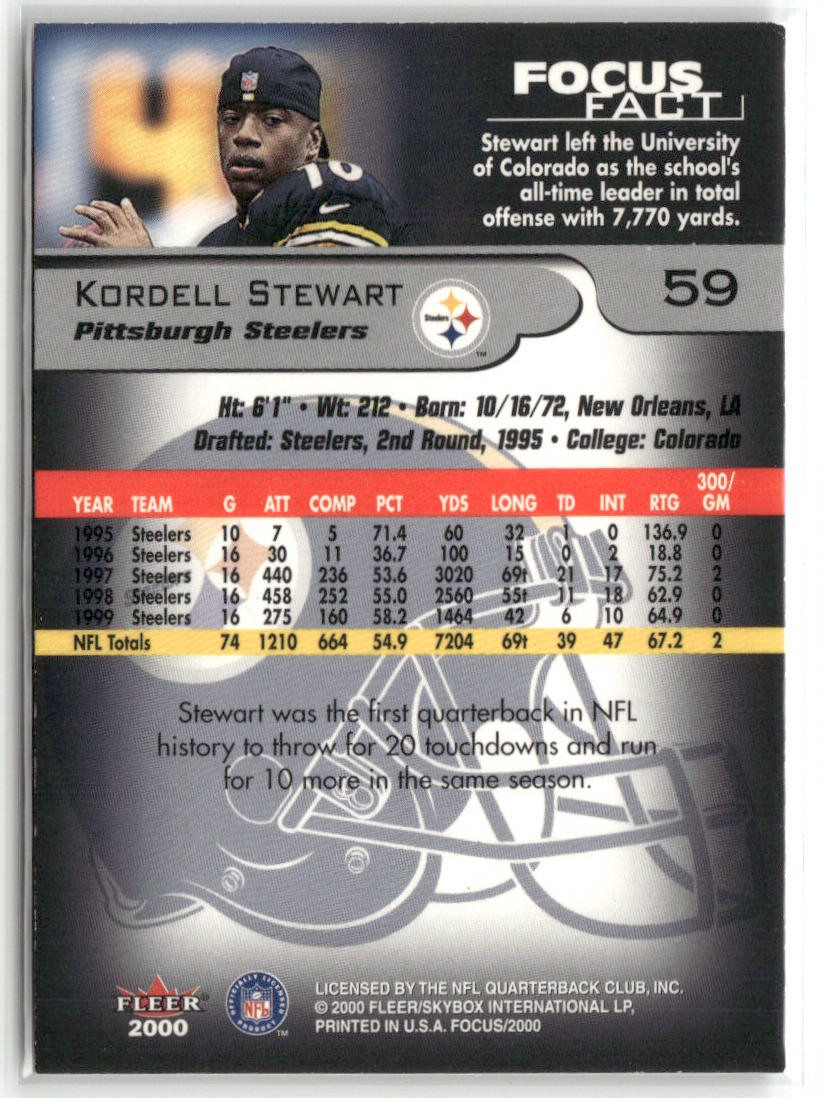 FOCUS
FACT
Stewart left the University
of Colorado as the school's
all-time leader in total
offense with 7,770 yards.
10
KORDELL STEWART
59
Pittsburgh Steelers
Steelers
TM
Ht: 6'1" • Wt: 212 • Born: 10/16/72, New Orleans, LA
Drafted: Steelers, 2nd Round, 1995 • College: Colorado
YEAR TEAM G ATT COMP PCT YDS LONG TD INT RTG 300/GM
1995 Steelers 10 7 5 71.4 60 32 1 0 136.9 0
1996 Steelers 16 30 11 36.7 100 15 0 2 18.8 0
1997 Steelers 16 440 236 53.6 3020 69t 21 17 75.2 2
1998 Steelers 16 458 252 55.0 2560 55t 11 18 62.9 0
1999 Steelers 16 275 160 58.2 1464 42 6 10 64.9 0
NFL Totals 74 1210 664 54.9 7204 69t 39 47 67.2 2
Stewart was the first quarterback in NFL
history to throw for 20 touchdowns and run
for 10 more in the same season.
FLEER®
2000
OFFICIALLY LICENSED
NFL
PRODUCT
TM
LICENSED BY THE NFL QUARTERBACK CLUB, INC.
© 2000 FLEER/SKYBOX INTERNATIONAL LP,
PRINTED IN U.S.A. FOCUS/2000